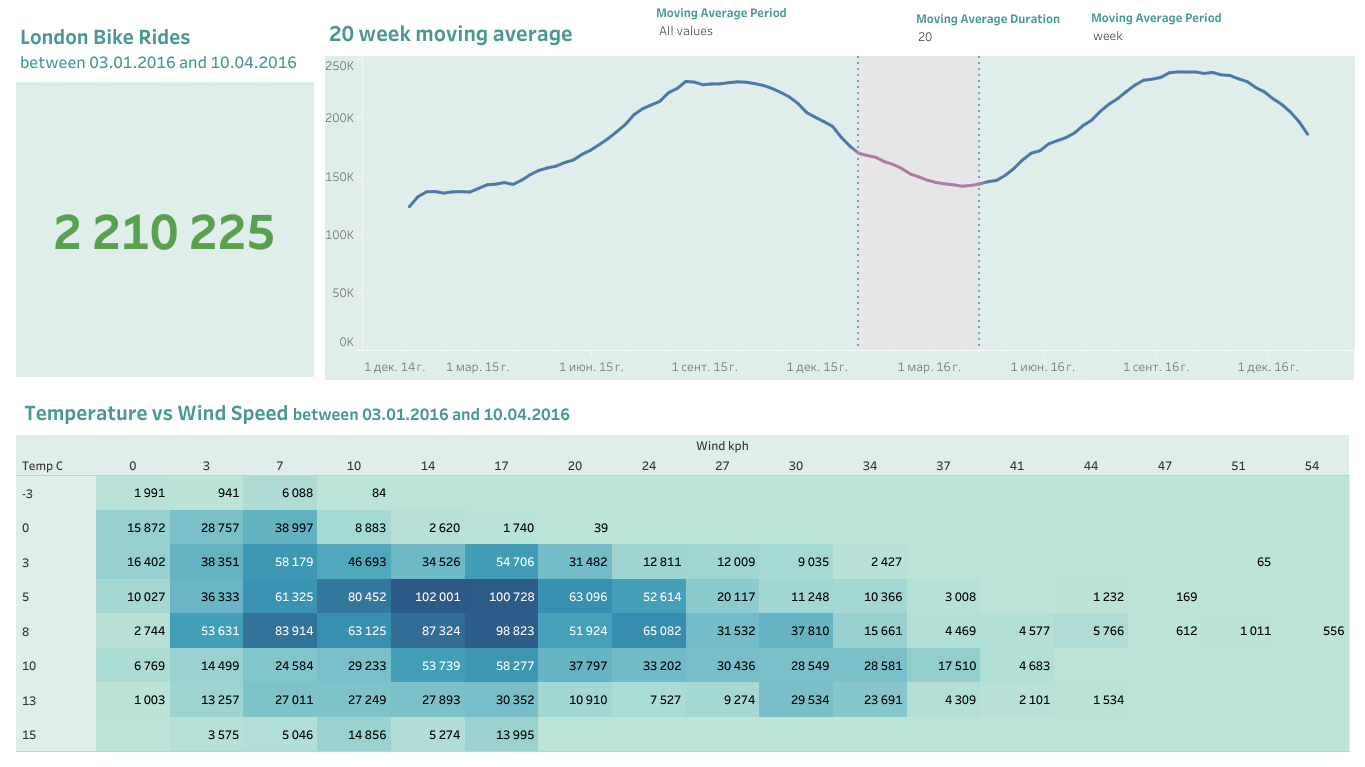 London Bike Rides
between 03.01.2016 and 10.04.2016
2 210 225
20 week moving average
Moving Average Period
All values
Moving Average Duration
20
Moving Average Period
week
250K
200K
150K
100K
50K
0K
1 дек. 14 г. 1 мар. 15 г. 1 июн. 15 г. 1 сент. 15 г. 1 дек. 15 г. 1 мар. 16 г. 1 июн. 16 г. 1 сент. 16 г. 1 дек. 16 г.
Temperature vs Wind Speed between 03.01.2016 and 10.04.2016
Wind kph
Temp C 0 3 7 10 14 17 20 24 27 30 34 37 41 44 47 51 54
-3 1 991 941 6 088 84
0 15 872 28 757 38 997 8 883 2 620 1 740 39
3 16 402 38 351 58 179 46 693 34 526 54 706 31 482 12 811 12 009 9 035 2 427 65
5 10 027 36 333 61 325 80 452 102 001 100 728 63 096 52 614 20 117 11 248 10 366 3 008 1 232 169
8 2 744 53 631 83 914 63 125 87 324 98 823 51 924 65 082 31 532 37 810 15 661 4 469 4 577 5 766 612 1 011 556
10 6 769 14 499 24 584 29 233 53 739 58 277 37 797 33 202 30 436 28 549 28 581 17 510 4 683
13 1 003 13 257 27 011 27 249 27 893 30 352 10 910 7 527 9 274 29 534 23 691 4 309 2 101 1 534
15 3 575 5 046 14 856 5 274 13 995